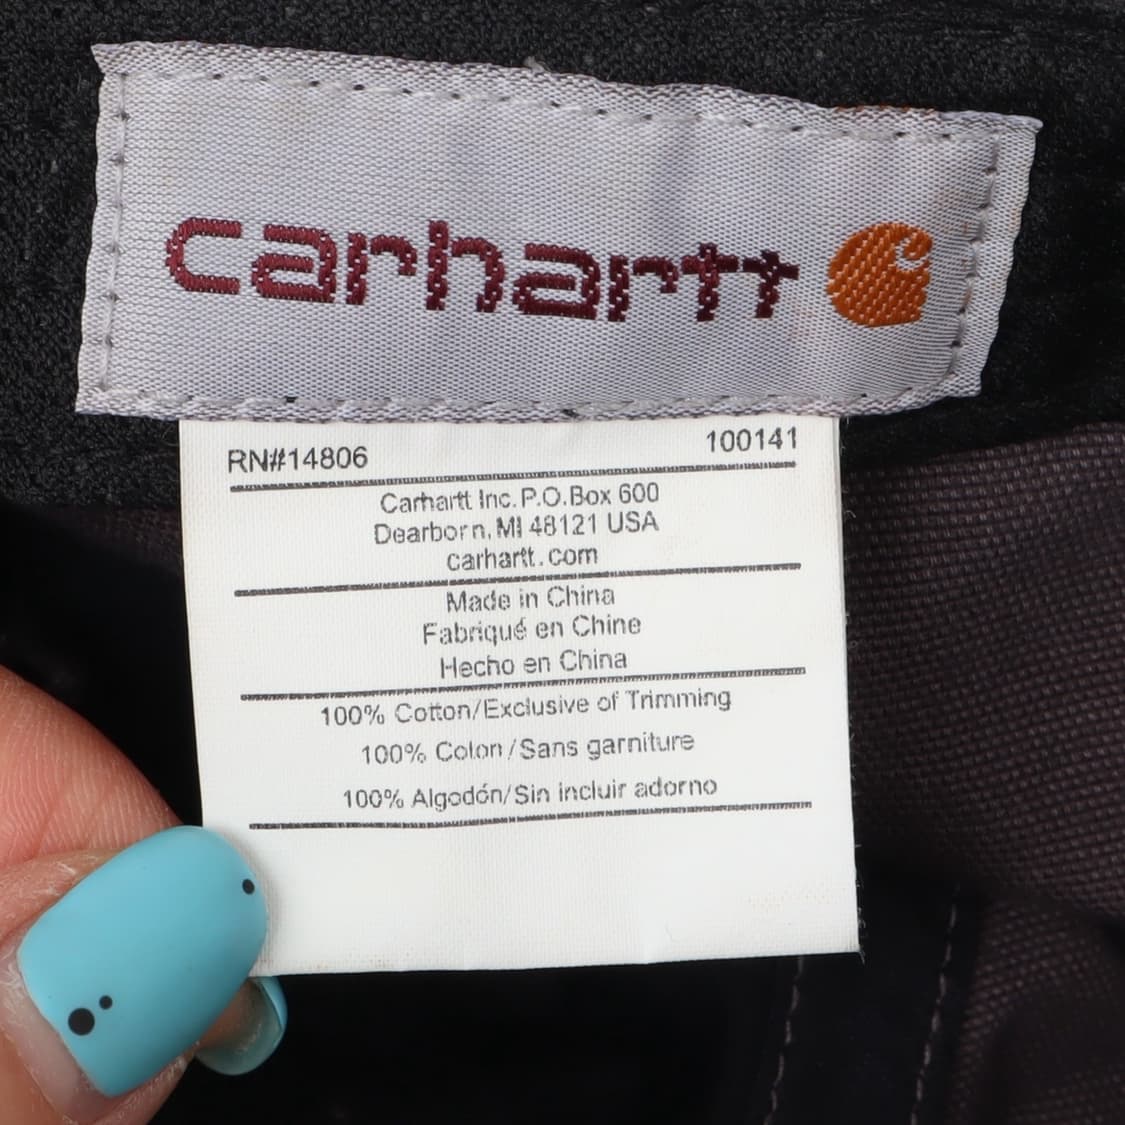 carhartt
RN#14806 100141
Carhartt Inc. P.O. Box 600
Dearborn, MI 48121 USA
carhartt.com
Made in China
Fabriqué en Chine
Hecho en China
100% Cotton/Exclusive of Trimming
100% Coton/Sans garniture
100% Algodón/Sin incluir adorno